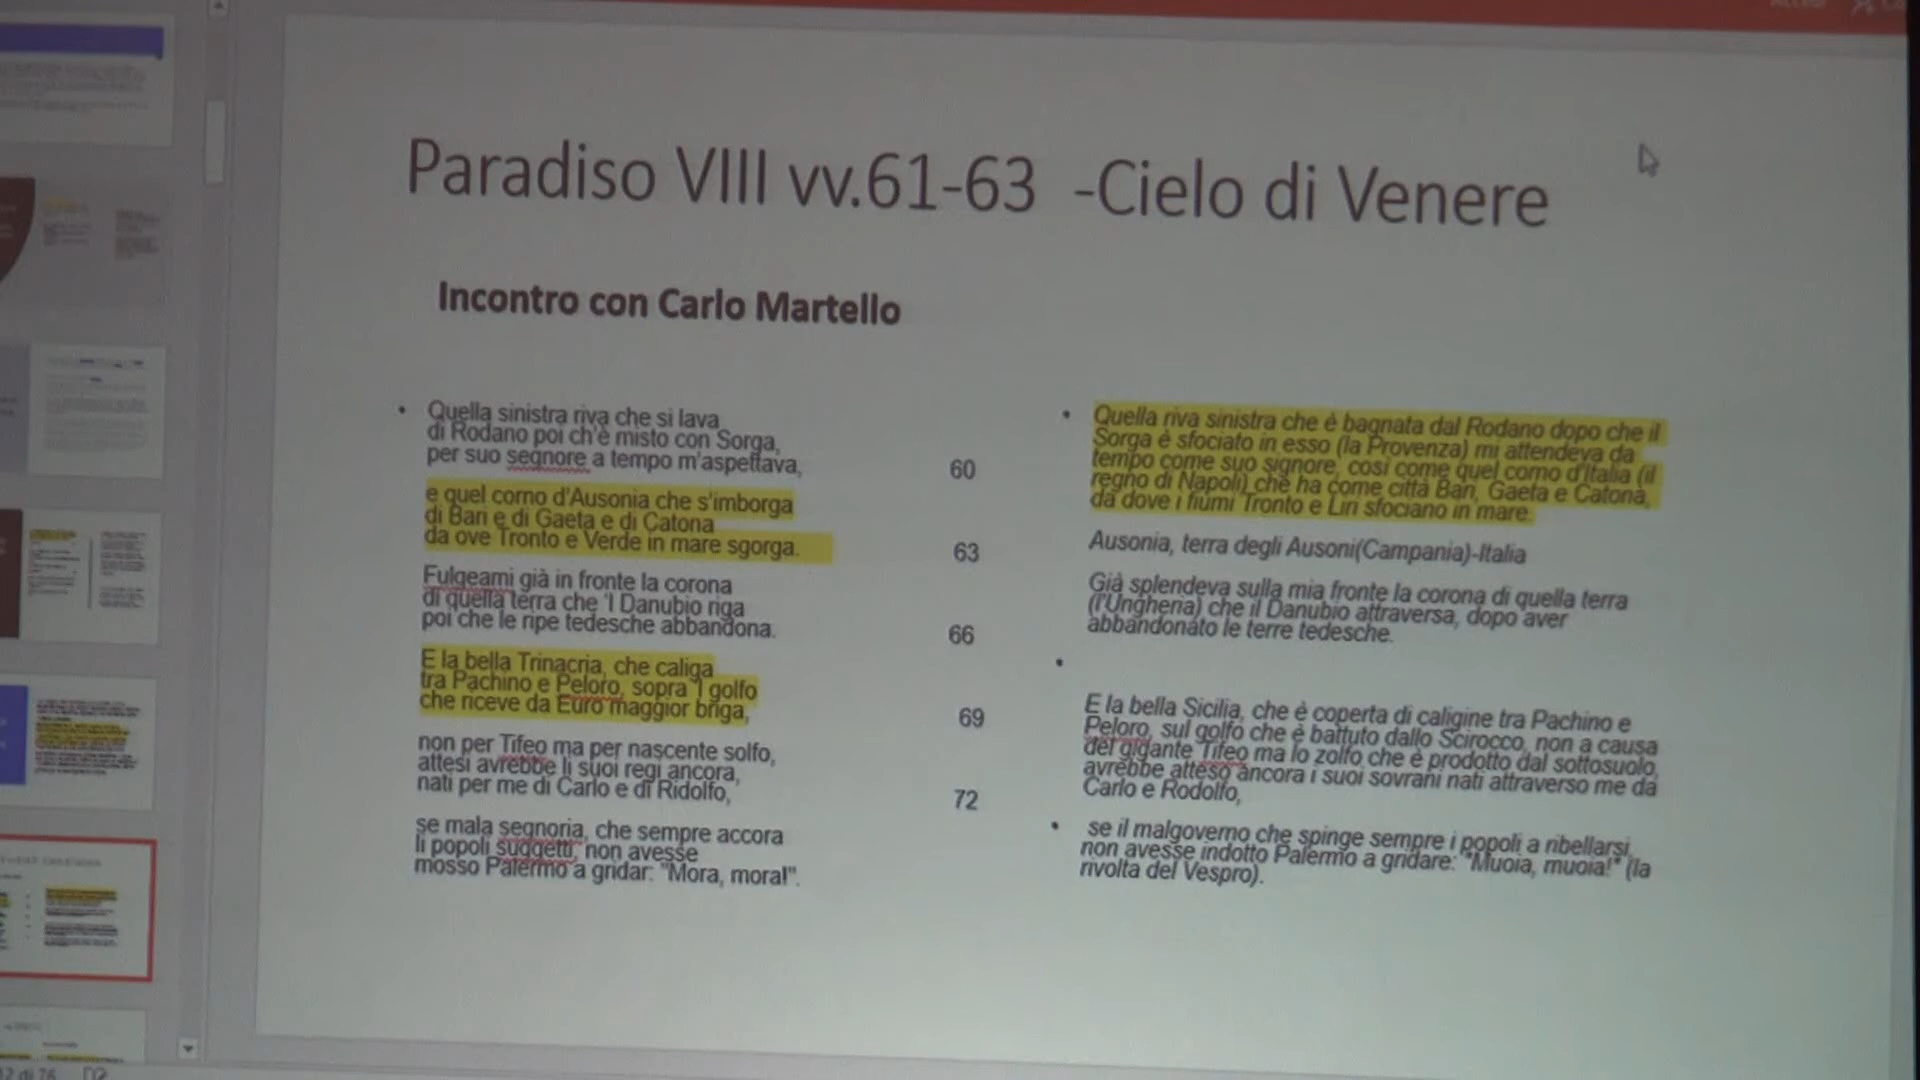 Paradiso VIII vv.61-63 -Cielo di Venere
Incontro con Carlo Martello
• Quella sinistra riva che si lava
di Rodano poi ch'è misto con Sorga,
per suo segnore a tempo m'aspettava, 60
e quel corno d'Ausonia che s'imborga
di Bari e di Gaeta e di Catona
da ove Tronto e Verde in mare sgorga. 63
Fulgeami già in fronte la corona
di quella terra che 'l Danubio riga
poi che le ripe tedesche abbandona. 66
E la bella Trinacria, che caliga
tra Pachino e Peloro, sopra 'l golfo
che riceve da Euro maggior briga, 69
non per Tifeo ma per nascente solfo,
attesi avrebbe li suoi regi ancora,
nati per me di Carlo e di Ridolfo, 72
se mala segnoria, che sempre accora
li popoli suggetti, non avesse
mosso Palermo a gridar: "Mora, mora!".
• Quella riva sinistra che è bagnata dal Rodano dopo che il
Sorga è sfociato in esso (la Provenza) mi attendeva da
tempo come suo signore, così come quel corno d'Italia (il
regno di Napoli) che ha come città Bari, Gaeta e Catona,
da dove i fiumi Tronto e Liri sfociano in mare.
Ausonia, terra degli Ausoni(Campania)-Italia
Già splendeva sulla mia fronte la corona di quella terra
(l'Ungheria) che il Danubio attraversa, dopo aver
abbandonato le terre tedesche.
•
E la bella Sicilia, che è coperta di caligine tra Pachino e
Peloro, sul golfo che è battuto dallo Scirocco, non a causa
del gigante Tifeo ma lo zolfo che è prodotto dal sottosuolo,
avrebbe atteso ancora i suoi sovrani nati attraverso me da
Carlo e Rodolfo,
• se il malgoverno che spinge sempre i popoli a ribellarsi,
non avesse indotto Palermo a gridare: "Muoia, muoia!" (la
rivolta del Vespro).
di 76